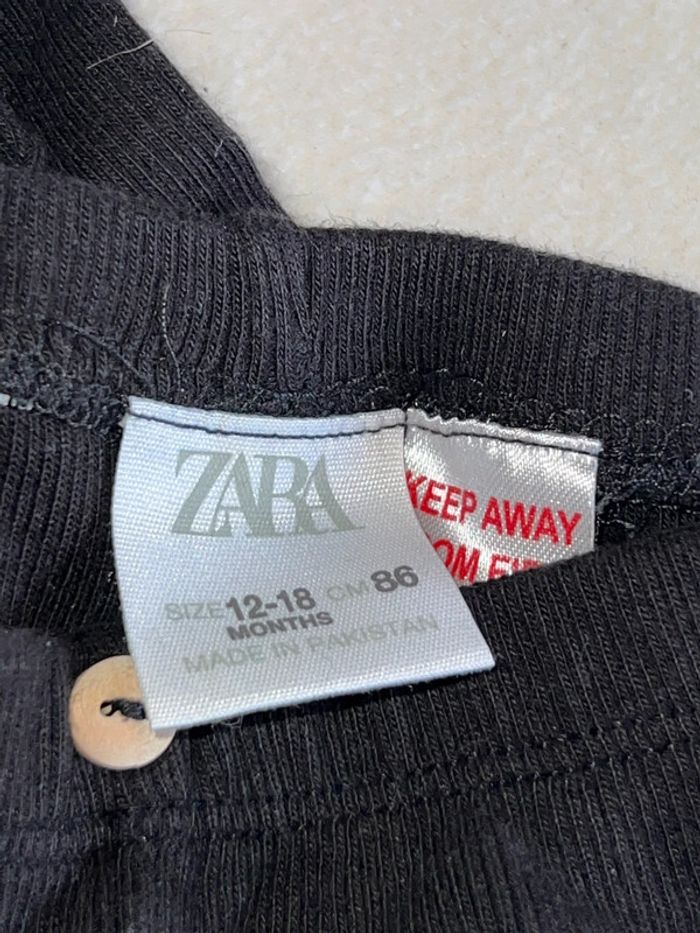 ZARA
SIZE 12-18 CM 86
MONTHS
MADE IN PAKISTAN
KEEP AWAY